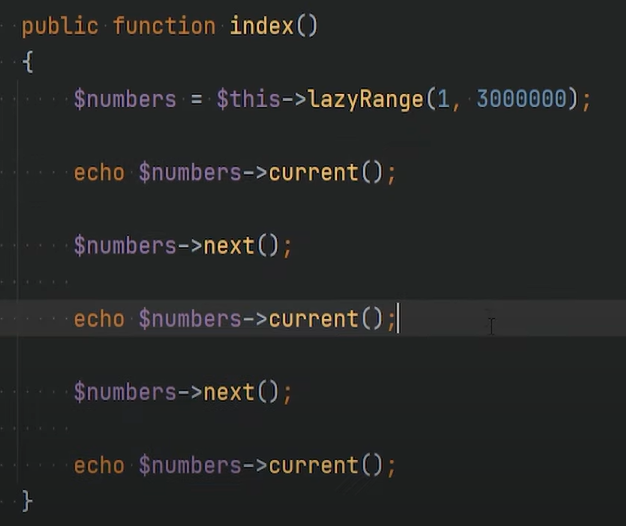 public function index()
{
$numbers = $this->lazyRange(1, 3000000);
echo $numbers->current();
$numbers->next();
echo $numbers->current();
$numbers->next();
echo $numbers->current();
}